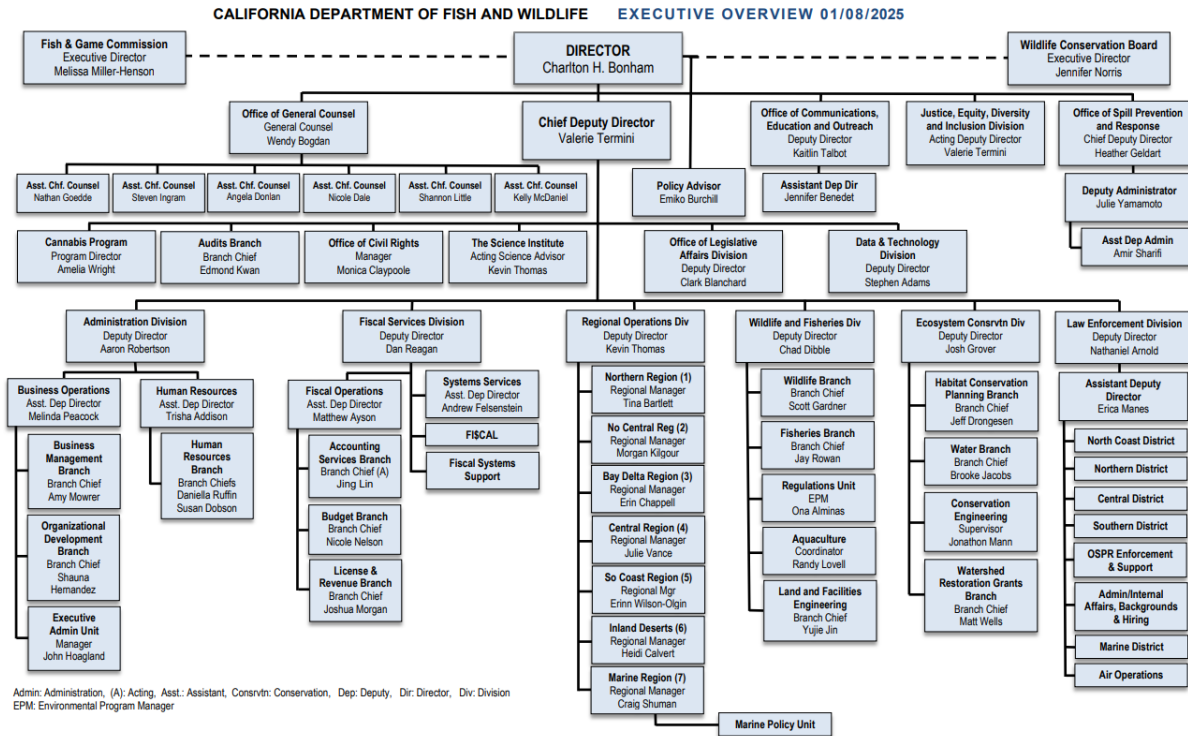 CALIFORNIA DEPARTMENT OF FISH AND WILDLIFE EXECUTIVE OVERVIEW 01/08/2025
Fish & Game Commission
Executive Director
Melissa Miller-Henson
DIRECTOR
Charlton H. Bonham
Wildlife Conservation Board
Executive Director
Jennifer Norris
Office of General Counsel
General Counsel
Wendy Bogdan
Chief Deputy Director
Valerie Termini
Office of Communications,
Education and Outreach
Deputy Director
Kaitlin Talbot
Justice, Equity, Diversity
and Inclusion Division
Acting Deputy Director
Valerie Termini
Office of Spill Prevention
and Response
Chief Deputy Director
Heather Geldart
Asst. Chf. Counsel
Nathan Goedde
Asst. Chf. Counsel
Steven Ingram
Asst. Chf. Counsel
Angela Donlan
Asst. Chf. Counsel
Nicole Dale
Asst. Chf. Counsel
Shannon Little
Asst. Chf. Counsel
Kelly McDaniel
Policy Advisor
Emiko Burchill
Assistant Dep Dir
Jennifer Benedet
Deputy Administrator
Julie Yamamoto
Asst Dep Admin
Amir Sharifi
Cannabis Program
Program Director
Amelia Wright
Audits Branch
Branch Chief
Edmond Kwan
Office of Civil Rights
Manager
Monica Claypoole
The Science Institute
Acting Science Advisor
Kevin Thomas
Office of Legislative
Affairs Division
Deputy Director
Clark Blanchard
Data & Technology
Division
Deputy Director
Stephen Adams
Administration Division
Deputy Director
Aaron Robertson
Business Operations
Asst. Dep Director
Melinda Peacock
Business
Management
Branch
Branch Chief
Amy Mowrer
Organizational
Development
Branch
Branch Chief
Shauna
Hernandez
Executive
Admin Unit
Manager
John Hoagland
Human Resources
Asst. Dep Director
Trisha Addison
Human
Resources
Branch
Branch Chiefs
Daniella Ruffin
Susan Dobson
Fiscal Services Division
Deputy Director
Dan Reagan
Fiscal Operations
Asst. Dep Director
Matthew Ayson
Accounting
Services Branch
Branch Chief (A)
Jing Lin
Budget Branch
Branch Chief
Nicole Nelson
License &
Revenue Branch
Branch Chief
Joshua Morgan
Systems Services
Asst. Dep Director
Andrew Felsenstein
FI$CAL
Fiscal Systems
Support
Regional Operations Div
Deputy Director
Kevin Thomas
Northern Region (1)
Regional Manager
Tina Bartlett
No Central Reg (2)
Regional Manager
Morgan Kilgour
Bay Delta Region (3)
Regional Manager
Erin Chappell
Central Region (4)
Regional Manager
Julie Vance
So Coast Region (5)
Regional Mgr
Erinn Wilson-Olgin
Inland Deserts (6)
Regional Manager
Heidi Calvert
Marine Region (7)
Regional Manager
Craig Shuman
Marine Policy Unit
Wildlife and Fisheries Div
Deputy Director
Chad Dibble
Wildlife Branch
Branch Chief
Scott Gardner
Fisheries Branch
Branch Chief
Jay Rowan
Regulations Unit
EPM
Ona Alminas
Aquaculture
Coordinator
Randy Lovell
Land and Facilities
Engineering
Branch Chief
Yujie Jin
Ecosystem Consrvtn Div
Deputy Director
Josh Grover
Habitat Conservation
Planning Branch
Branch Chief
Jeff Drongesen
Water Branch
Branch Chief
Brooke Jacobs
Conservation
Engineering
Supervisor
Jonathon Mann
Watershed
Restoration Grants
Branch
Branch Chief
Matt Wells
Law Enforcement Division
Deputy Director
Nathaniel Arnold
Assistant Deputy
Director
Erica Manes
North Coast District
Northern District
Central District
Southern District
OSPR Enforcement
& Support
Admin/Internal
Affairs, Backgrounds
& Hiring
Marine District
Air Operations
Admin: Administration, (A): Acting, Asst.: Assistant, Consrvtn: Conservation, Dep: Deputy, Dir: Director, Div: Division
EPM: Environmental Program Manager